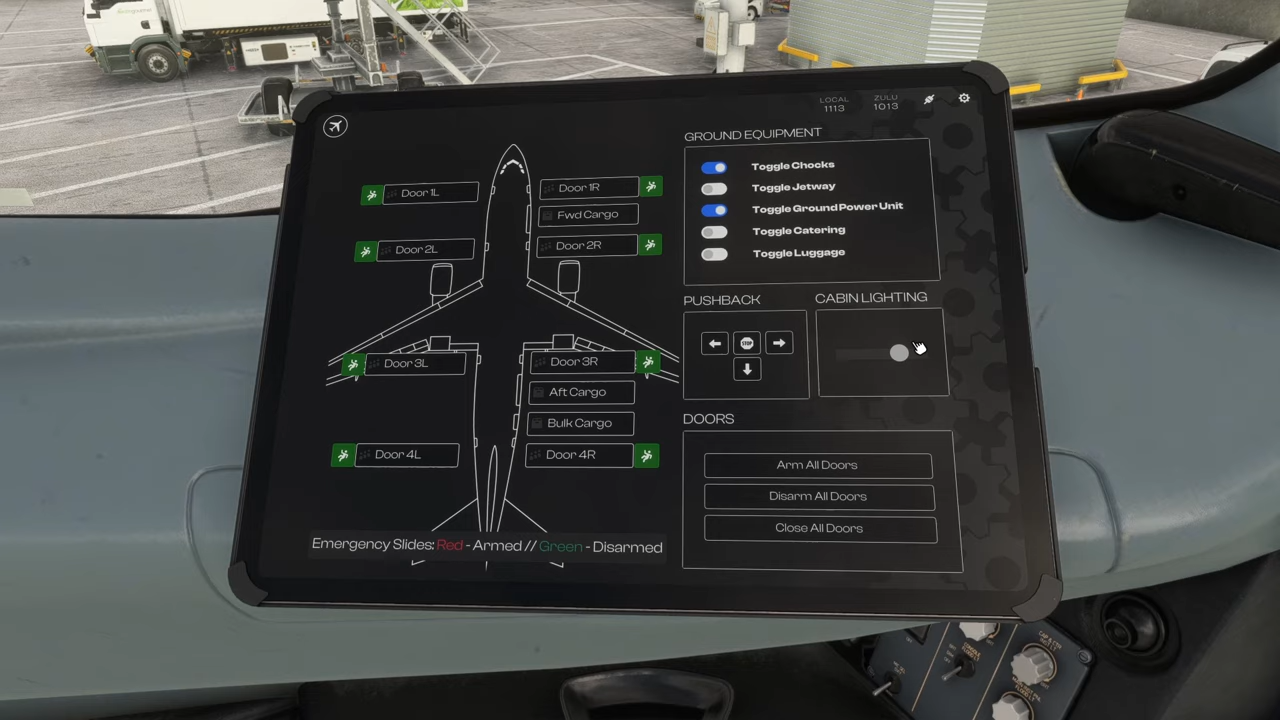 LOCAL
1113
ZULU
1013
GROUND EQUIPMENT
Toggle Chocks
Toggle Jetway
Toggle Ground Power Unit
Toggle Catering
Toggle Luggage
Door 1L
Door 1R
Fwd Cargo
Door 2L
Door 2R
PUSHBACK
CABIN LIGHTING
STOP
Door 3L
Door 3R
Aft Cargo
Bulk Cargo
Door 4L
Door 4R
DOORS
Arm All Doors
Disarm All Doors
Close All Doors
Emergency Slides: Red - Armed // Green - Disarmed